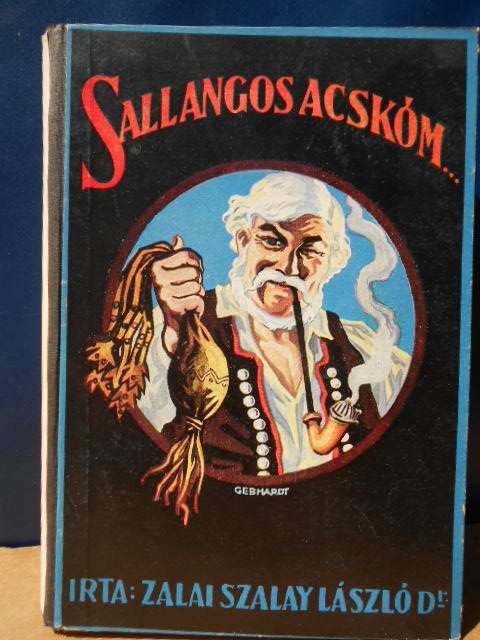 SALLANGOS ACSKÓM...
GEBHARDT
IRTA: ZALAI SZALAY LÁSZLÓ Dr.